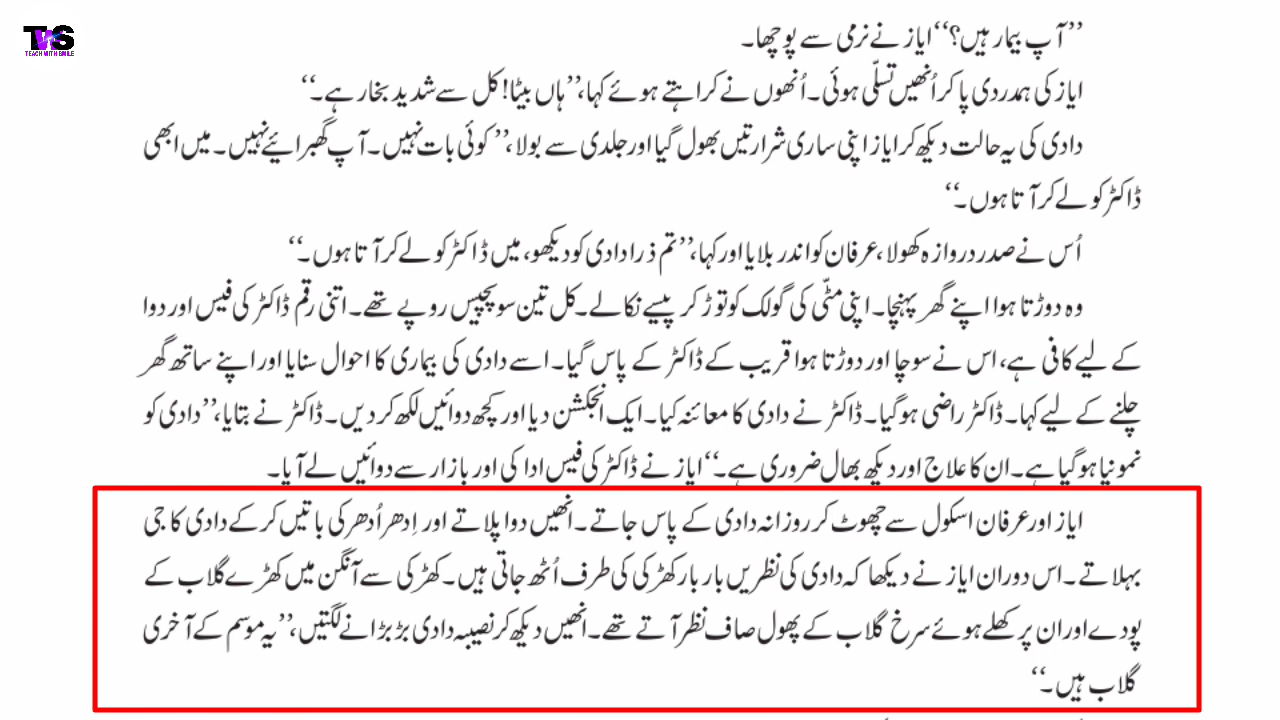 TWS
TEACH WITH SMILE
”آپ بیمار ہیں؟“ ایاز نے نرمی سے پوچھا۔
ایاز کی ہمدردی پا کر اُنھیں تسلّی ہوئی۔ اُنھوں نے کراہتے ہوئے کہا، ”ہاں بیٹا! کل سے شدید بخار ہے۔“
دادی کی یہ حالت دیکھ کر ایاز اپنی ساری شرارتیں بھول گیا اور جلدی سے بولا، ”کوئی بات نہیں۔ آپ گھبرائیے نہیں۔ میں ابھی
ڈاکٹر کو لے کر آتا ہوں۔“
اُس نے صدر دروازہ کھولا، عرفان کو اندر بلایا اور کہا، ”تم ذرا دادی کو دیکھو، میں ڈاکٹر کو لے کر آتا ہوں۔“
وہ دوڑتا ہوا اپنے گھر پہنچا۔ اپنی مٹّی کی گولک کو توڑ کر پیسے نکالے۔ کل تین سو پچیس روپے تھے۔ اتنی رقم ڈاکٹر کی فیس اور دوا
کے لیے کافی ہے، اس نے سوچا اور دوڑتا ہوا قریب کے ڈاکٹر کے پاس گیا۔ اسے دادی کی بیماری کا احوال سنایا اور اپنے ساتھ گھر
چلنے کے لیے کہا۔ ڈاکٹر راضی ہو گیا۔ ڈاکٹر نے دادی کا معائنہ کیا۔ ایک انجکشن دیا اور کچھ دوائیں لکھ کر دیں۔ ڈاکٹر نے بتایا، ”دادی کو
نمونیا ہو گیا ہے۔ ان کا علاج اور دیکھ بھال ضروری ہے۔“ ایاز نے ڈاکٹر کی فیس ادا کی اور بازار سے دوائیں لے آیا۔
ایاز اور عرفان اسکول سے چھوٹ کر روزانہ دادی کے پاس جاتے۔ انھیں دوا پلاتے اور اِدھر اُدھر کی باتیں کر کے دادی کا جی
بہلاتے۔ اس دوران ایاز نے دیکھا کہ دادی کی نظریں بار بار کھڑکی کی طرف اُٹھ جاتی ہیں۔ کھڑکی سے آنگن میں کھڑے گلاب کے
پودے اور ان پر کھلے ہوئے سرخ گلاب کے پھول صاف نظر آتے تھے۔ انھیں دیکھ کر نصیبہ دادی بڑبڑانے لگتیں، ”یہ موسم کے آخری
گلاب ہیں۔“